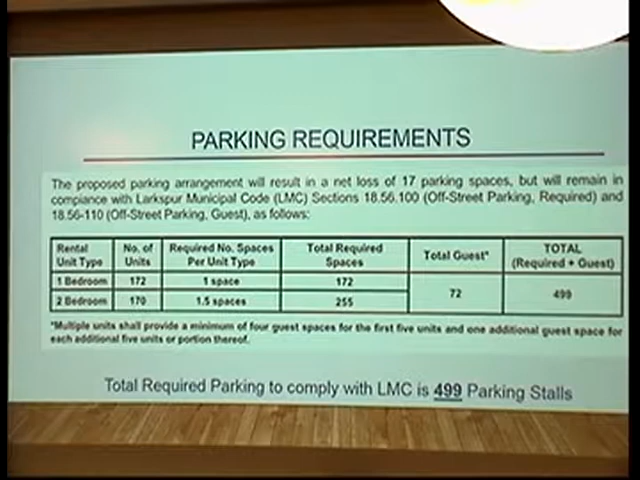 PARKING REQUIREMENTS
The proposed parking arrangement will result in a net loss of 17 parking spaces, but will remain in
compiance with Larkspur Municipal Code (LMC) Sections 18.56.100 (Off-Street Parking, Required) and
18.56-110 (Off-Street Parking, Guest), as follows:
Rental Unit Type No. of Units Required No. Spaces Per Unit Type Total Required Spaces Total Guest* TOTAL (Required + Guest)
1 Bedroom 172 1 space 172 72 499
2 Bedroom 170 1.5 spaces 255
*Multiple units shall provide a minimum of four guest spaces for the first five units and one additional guest space for
each additional five units or portion thereof.
Total Required Parking to comply with LMC is 499 Parking Stalls